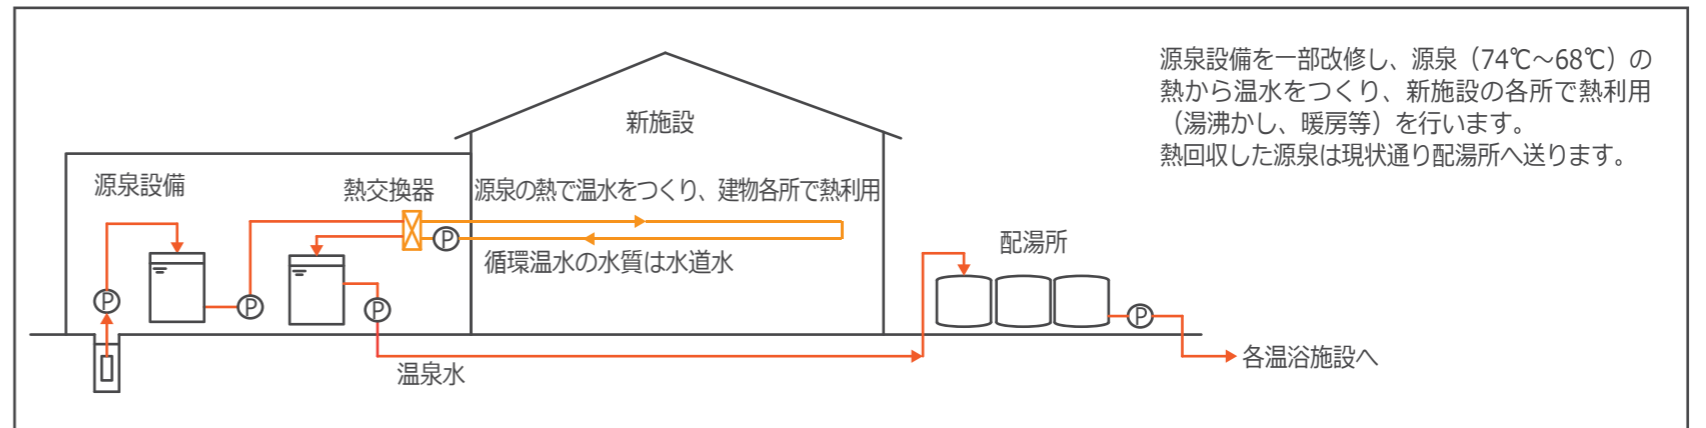 源泉設備を一部改修し、源泉（74℃～68℃）の
熱から温水をつくり、新施設の各所で熱利用
（湯沸かし、暖房等）を行います。
熱回収した源泉は現状通り配湯所へ送ります。
新施設
源泉設備
熱交換器
源泉の熱で温水をつくり、建物各所で熱利用
P
循環温水の水質は水道水
配湯所
P
P
P
P
温泉水
各温浴施設へ